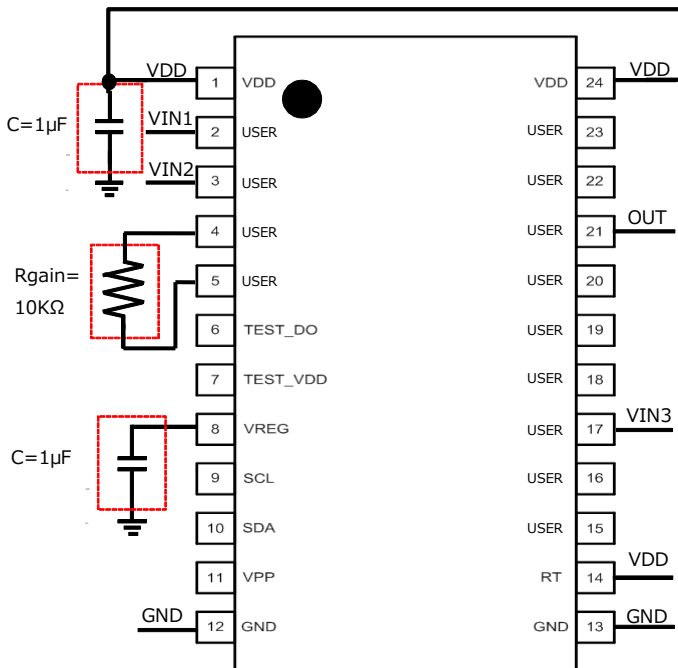 VDD 1 VDD VDD 24 VDD
C=1µF VIN1 2 USER USER 23
VIN2 3 USER USER 22
4 USER USER 21 OUT
Rgain=
10KΩ
5 USER USER 20
6 TEST_DO USER 19
7 TEST_VDD USER 18
8 VREG USER 17 VIN3
C=1µF
9 SCL USER 16
10 SDA USER 15
11 VPP RT 14 VDD
GND 12 GND GND 13 GND